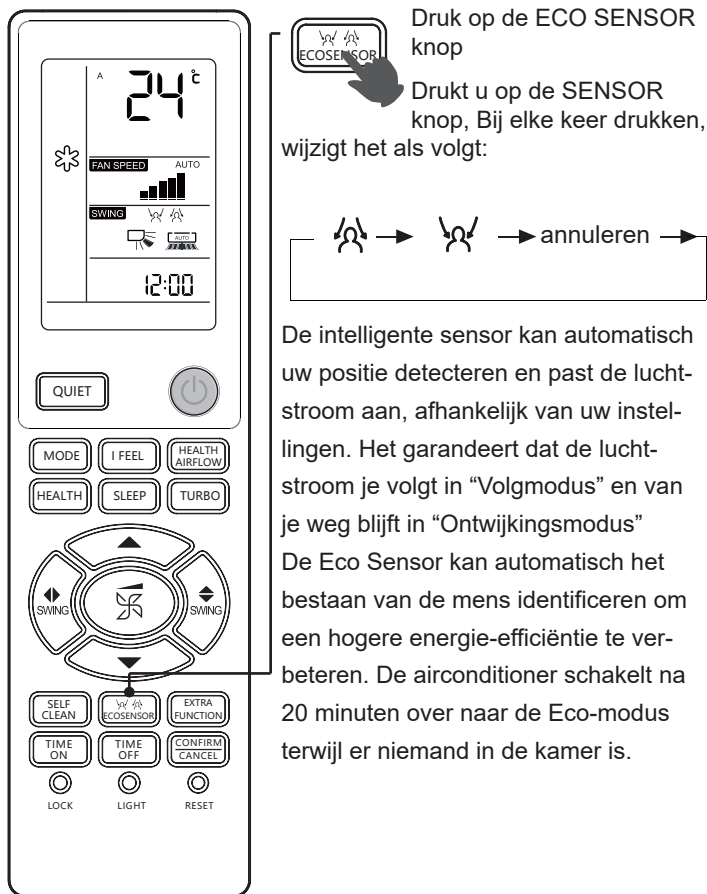 A 24 °c
FAN SPEED AUTO
SWING
AUTO
12:00
QUIET
MODE I FEEL HEALTH AIRFLOW
HEALTH SLEEP TURBO
SWING SWING
SELF CLEAN ECOSENSOR EXTRA FUNCTION
TIME ON TIME OFF CONFIRM CANCEL
LOCK LIGHT RESET
ECOSENSOR
Druk op de ECO SENSOR
knop
Drukt u op de SENSOR
knop, Bij elke keer drukken,
wijzigt het als volgt:
annuleren
De intelligente sensor kan automatisch
uw positie detecteren en past de lucht-
stroom aan, afhankelijk van uw instel-
lingen. Het garandeert dat de lucht-
stroom je volgt in “Volgmodus” en van
je weg blijft in “Ontwijkingsmodus”
De Eco Sensor kan automatisch het
bestaan van de mens identificeren om
een hogere energie-efficiëntie te ver-
beteren. De airconditioner schakelt na
20 minuten over naar de Eco-modus
terwijl er niemand in de kamer is.